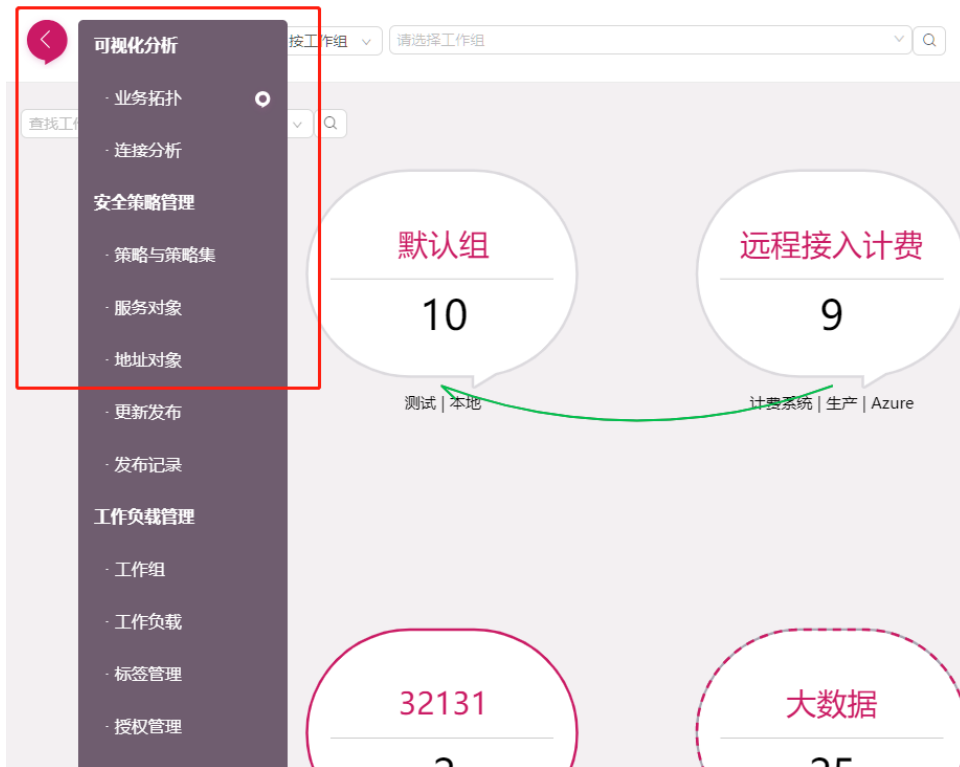 可视化分析
· 业务拓扑
· 连接分析
安全策略管理
· 策略与策略集
· 服务对象
· 地址对象
· 更新发布
· 发布记录
工作负载管理
· 工作组
· 工作负载
· 标签管理
· 授权管理
按工作组
请选择工作组
查找工作
默认组
10
测试 | 本地
远程接入计费
9
计费系统 | 生产 | Azure
32131
大数据